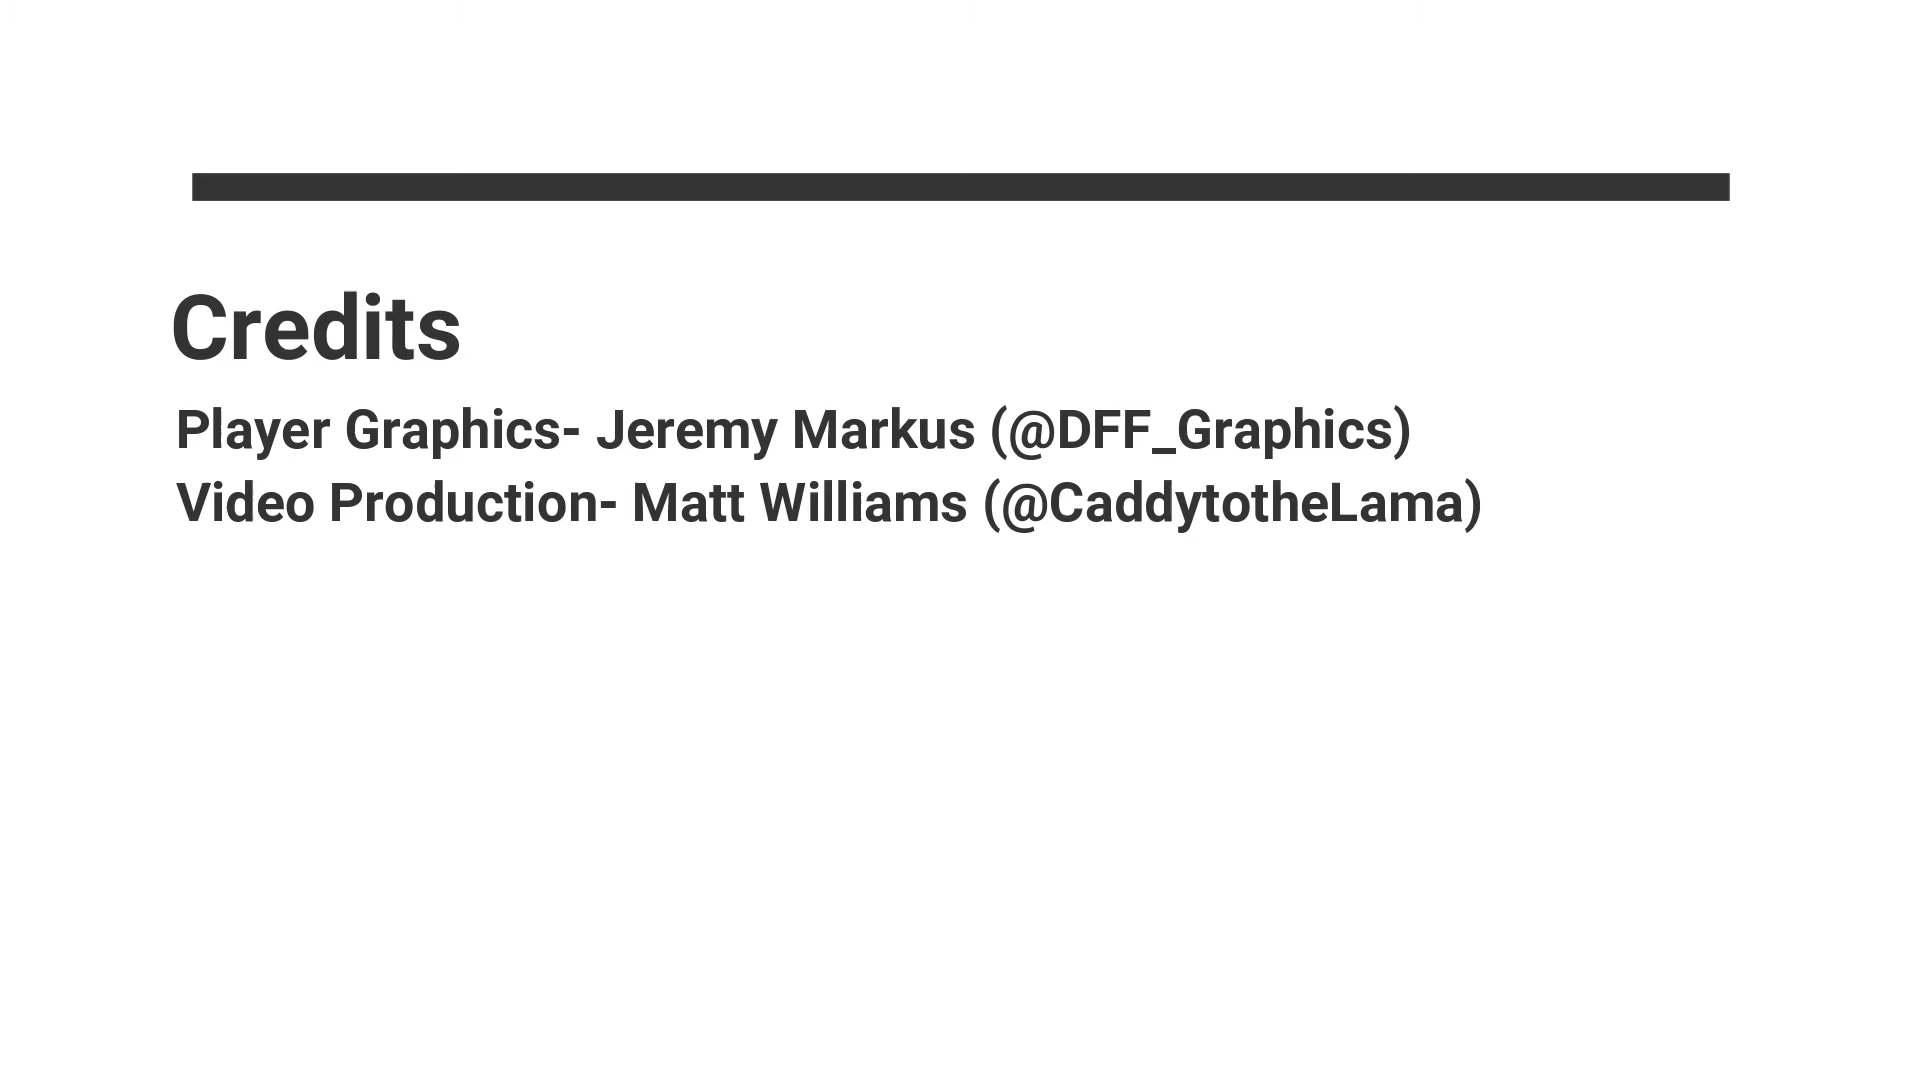 Credits
Player Graphics- Jeremy Markus (@DFF_Graphics)
Video Production- Matt Williams (@CaddytotheLama)